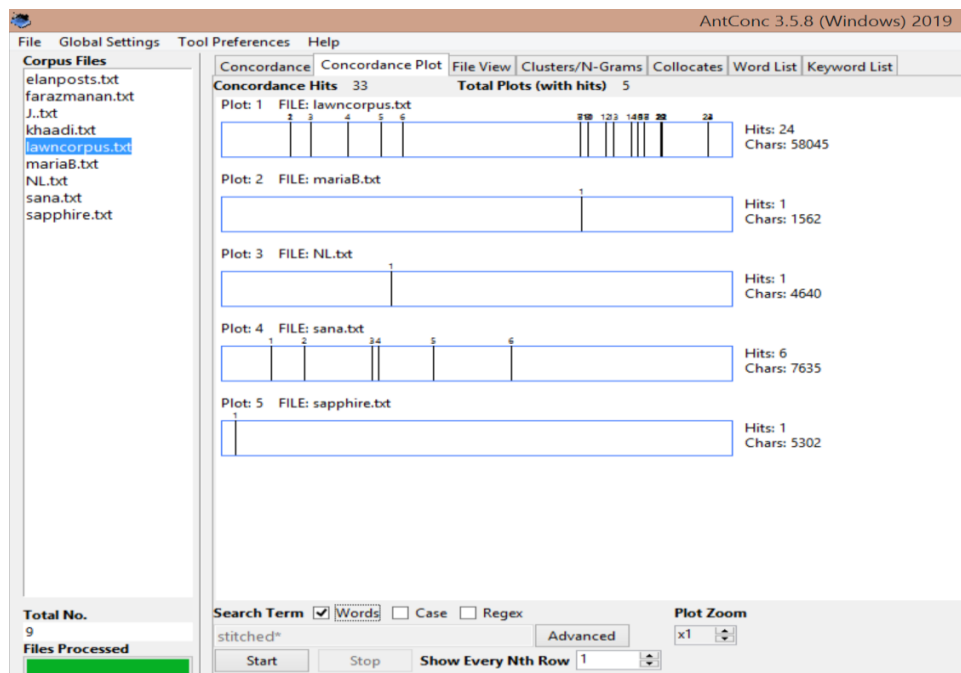 AntConc 3.5.8 (Windows) 2019
File Global Settings Tool Preferences Help
Corpus Files
elanposts.txt
farazmanan.txt
J..txt
khaadi.txt
lawncorpus.txt
mariaB.txt
NL.txt
sana.txt
sapphire.txt
Total No.
9
Files Processed
Concordance Concordance Plot File View Clusters/N-Grams Collocates Word List Keyword List
Concordance Hits 33 Total Plots (with hits) 5
Plot: 1 FILE: lawncorpus.txt
3 4 5 6
Hits: 24
Chars: 58045
Plot: 2 FILE: mariaB.txt
1
Hits: 1
Chars: 1562
Plot: 3 FILE: NL.txt
1
Hits: 1
Chars: 4640
Plot: 4 FILE: sana.txt
1 2 3 4 5 6
Hits: 6
Chars: 7635
Plot: 5 FILE: sapphire.txt
1
Hits: 1
Chars: 5302
Search Term Words Case Regex Plot Zoom
stitched* Advanced x1
Start Stop Show Every Nth Row 1